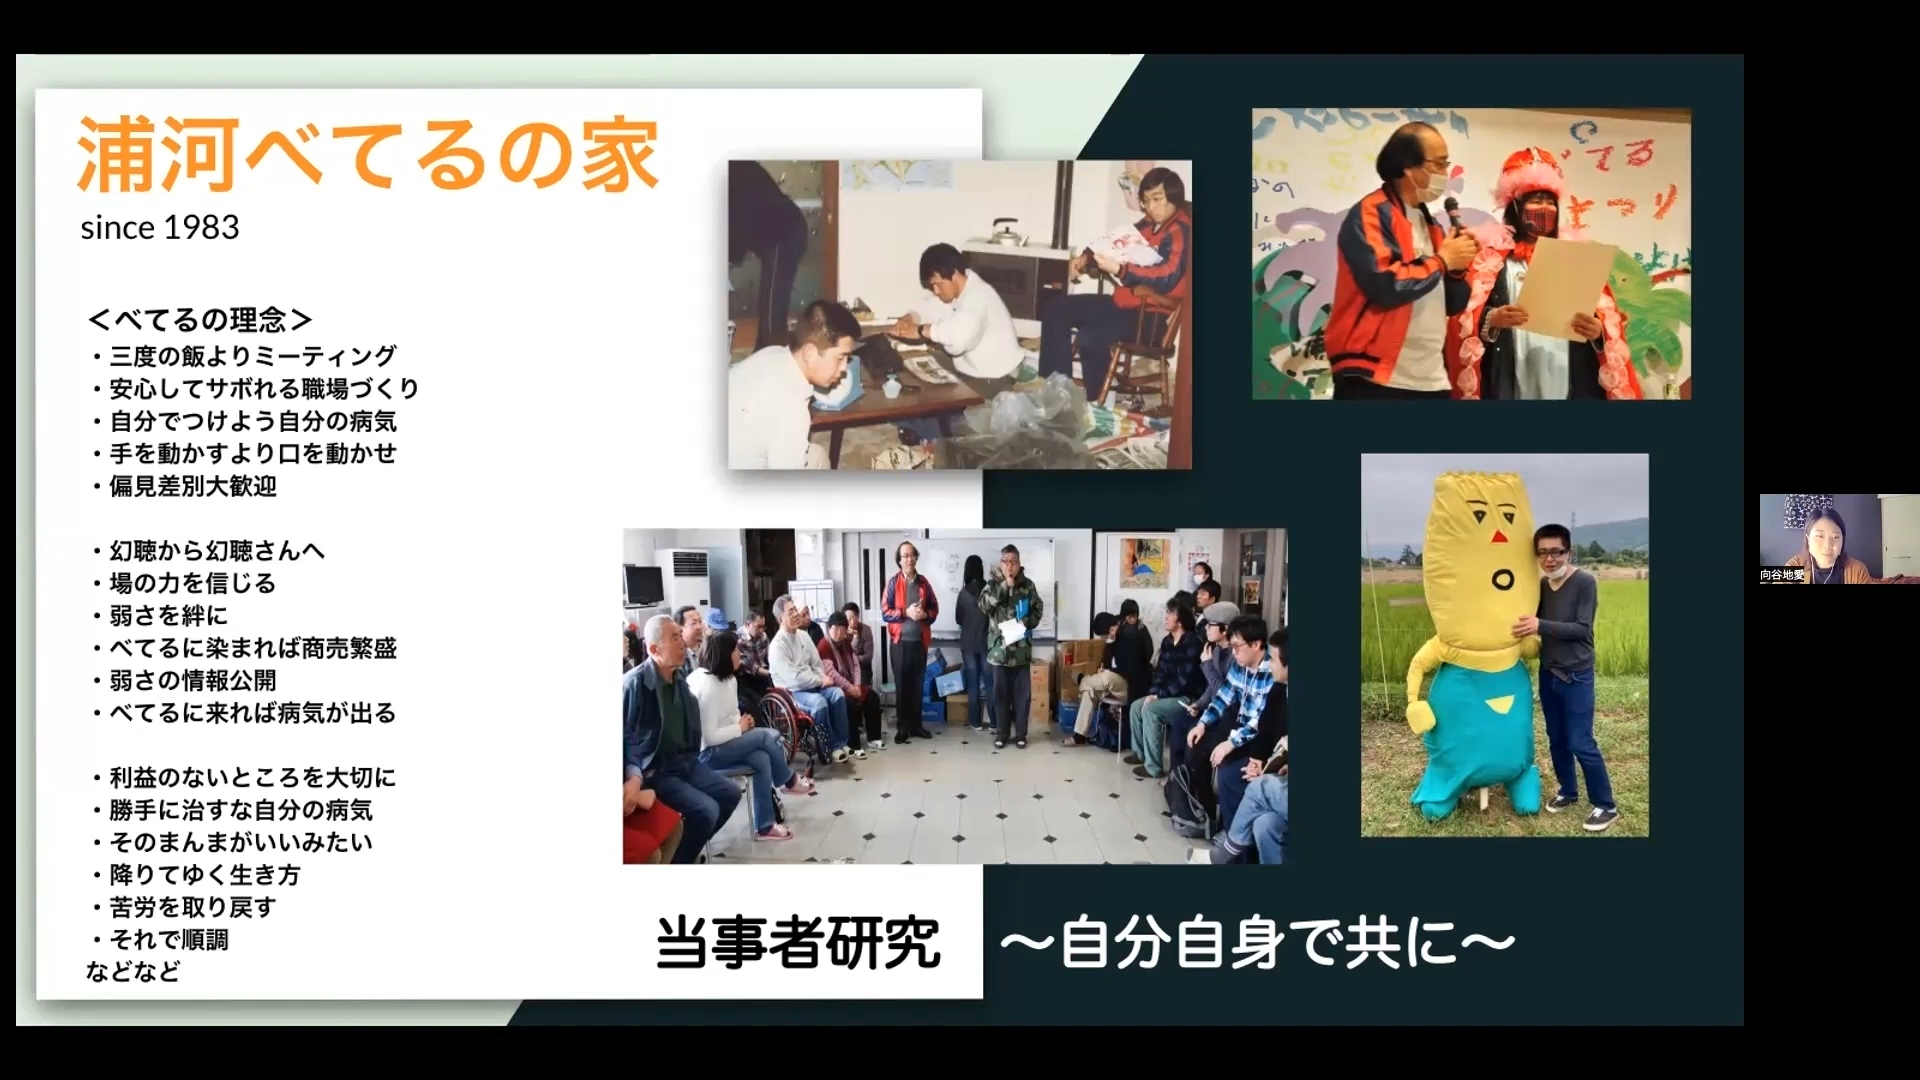 浦河べてるの家
since 1983
＜べてるの理念＞
・三度の飯よりミーティング
・安心してサボれる職場づくり
・自分でつけよう自分の病気
・手を動かすより口を動かせ
・偏見差別大歓迎
・幻聴から幻聴さんへ
・場の力を信じる
・弱さを絆に
・べてるに染まれば商売繁盛
・弱さの情報公開
・べてるに来れば病気が出る
・利益のないところを大切に
・勝手に治すな自分の病気
・そのまんまがいいみたい
・降りてゆく生き方
・苦労を取り戻す
・それで順調
などなど
てる
まつり
当事者研究 〜自分自身で共に〜
向谷地愛